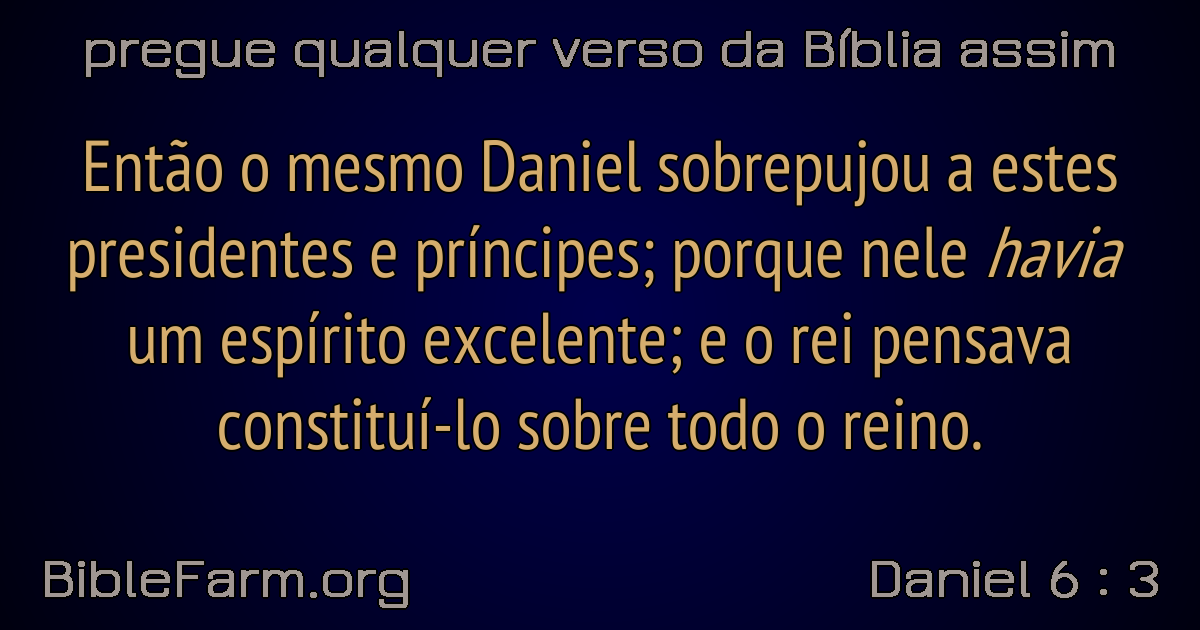 pregue qualquer verso da Bíblia assim
Então o mesmo Daniel sobrepujou a estes
presidentes e príncipes; porque nele havia
um espírito excelente; e o rei pensava
constituí-lo sobre todo o reino.
BibleFarm.org
Daniel 6 : 3